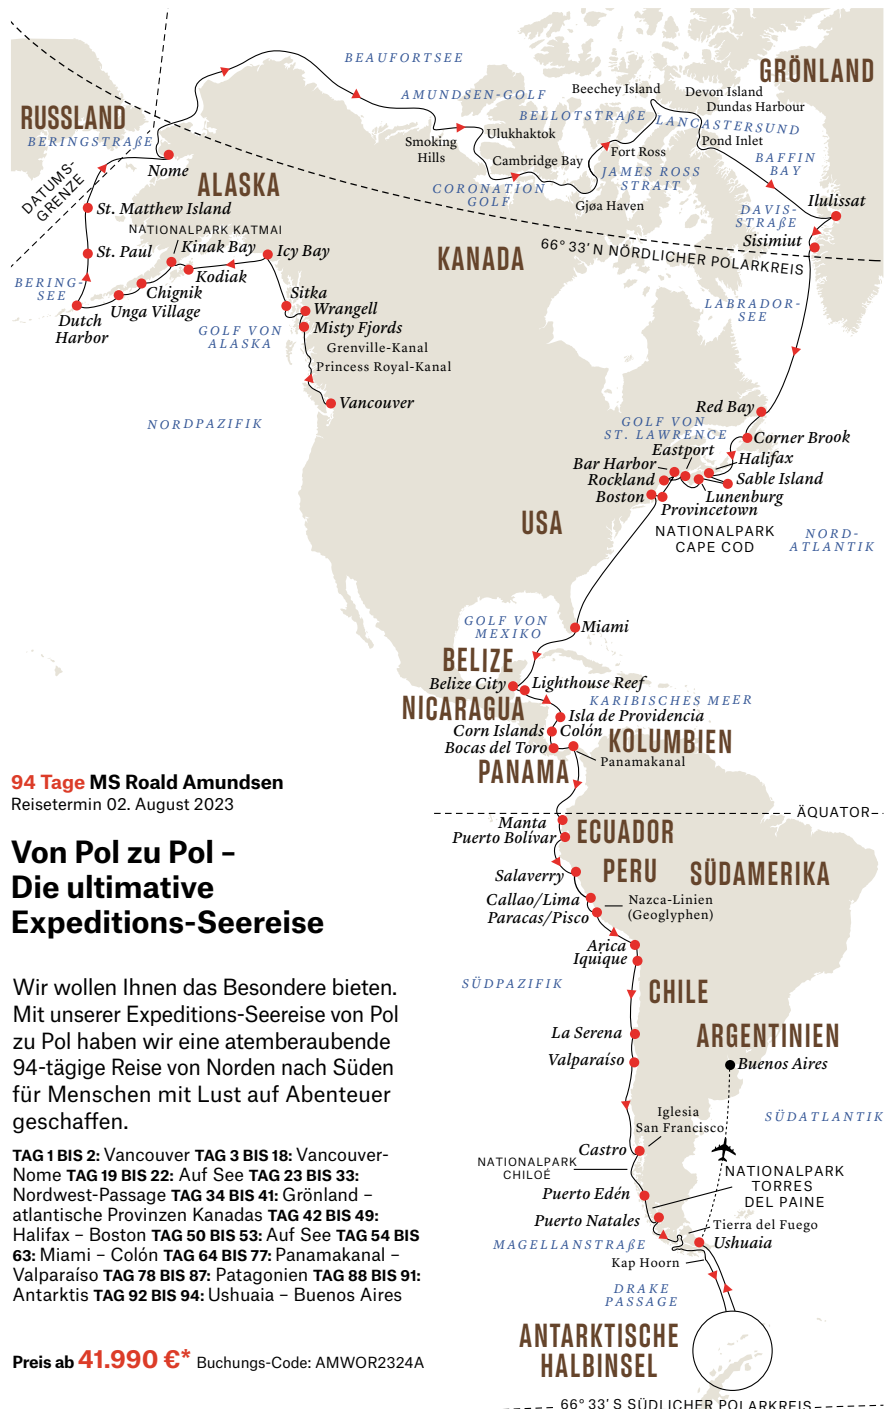 BEAUFORTSEE
GRÖNLAND
AMUNDSEN-GOLF
Beechey Island
Devon Island
Dundas Harbour
RUSSLAND
BERINGSTRAßE
BELLOTSTRAßE
LANCASTERSUND
Ulukhaktok
Smoking
Hills
Pond Inlet
Fort Ross
Cambridge Bay
BAFFIN
BAY
JAMES ROSS
STRAIT
CORONATION
GOLF
Gjøa Haven
DATUMS-
GRENZE
Nome
ALASKA
St. Matthew Island
NATIONALPARK KATMAI
Kinak Bay
Icy Bay
St. Paul
Kodiak
Chignik
Unga Village
BERING-
SEE
Dutch
Harbor
GOLF VON
ALASKA
Sitka
Wrangell
Misty Fjords
Grenville-Kanal
Princess Royal-Kanal
Vancouver
NORDPAZIFIK
KANADA
66° 33' N NÖRDLICHER POLARKREIS
DAVIS-
STRAßE
Ilulissat
Sisimiut
LABRADOR-
SEE
Red Bay
GOLF VON
ST. LAWRENCE
Corner Brook
Eastport
Halifax
Bar Harbor
Rockland
Sable Island
Boston
Lunenburg
Provincetown
NATIONALPARK
CAPE COD
USA
NORD-
ATLANTIK
GOLF VON
MEXIKO
Miami
BELIZE
Belize City
Lighthouse Reef
KARIBISCHES MEER
NICARAGUA
Isla de Providencia
Corn Islands
Colón
Bocas del Toro
KOLUMBIEN
Panamakanal
PANAMA
94 Tage MS Roald Amundsen
Reisetermin 02. August 2023
Von Pol zu Pol –
Die ultimative
Expeditions-Seereise
Wir wollen Ihnen das Besondere bieten.
Mit unserer Expeditions-Seereise von Pol
zu Pol haben wir eine atemberaubende
94-tägige Reise von Norden nach Süden
für Menschen mit Lust auf Abenteuer
geschaffen.
TAG 1 BIS 2: Vancouver TAG 3 BIS 18: Vancouver-
Nome TAG 19 BIS 22: Auf See TAG 23 BIS 33:
Nordwest-Passage TAG 34 BIS 41: Grönland –
atlantische Provinzen Kanadas TAG 42 BIS 49:
Halifax – Boston TAG 50 BIS 53: Auf See TAG 54 BIS
63: Miami – Colón TAG 64 BIS 77: Panamakanal –
Valparaíso TAG 78 BIS 87: Patagonien TAG 88 BIS 91:
Antarktis TAG 92 BIS 94: Ushuaia – Buenos Aires
Preis ab 41.990 €* Buchungs-Code: AMWOR2324A
ÄQUATOR
Manta
Puerto Bolívar
ECUADOR
PERU
SÜDAMERIKA
Salaverry
Callao/Lima
Paracas/Pisco
Nazca-Linien
(Geoglyphen)
Arica
Iquique
SÜDPAZIFIK
CHILE
La Serena
ARGENTINIEN
Valparaíso
Buenos Aires
Iglesia
San Francisco
SÜDATLANTIK
Castro
NATIONALPARK
CHILOÉ
NATIONALPARK
TORRES
DEL PAINE
Puerto Edén
Puerto Natales
Tierra del Fuego
MAGELLANSTRAßE
Ushuaia
Kap Hoorn
DRAKE
PASSAGE
ANTARKTISCHE
HALBINSEL
66° 33' S SÜDLICHER POLARKREIS